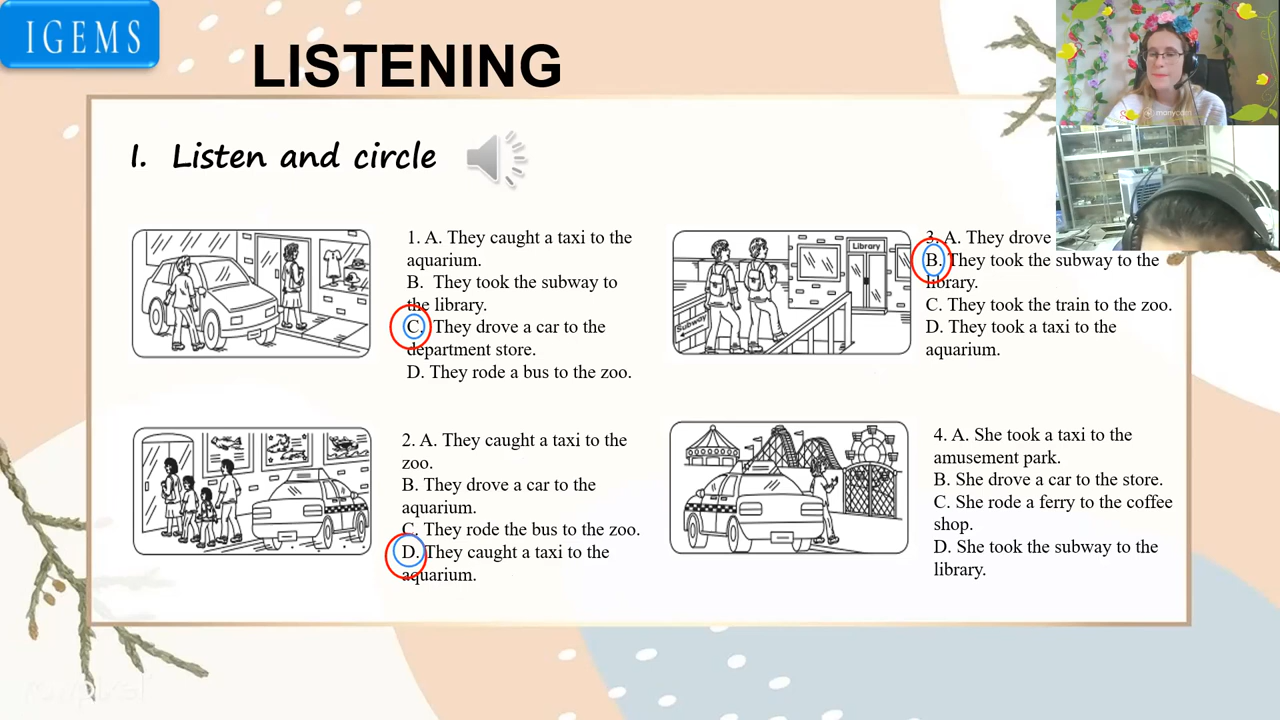 IGEMS
LISTENING
I. Listen and circle
1. A. They caught a taxi to the
aquarium.
B. They took the subway to
the library.
C. They drove a car to the
department store.
D. They rode a bus to the zoo.
2. A. They caught a taxi to the
zoo.
B. They drove a car to the
aquarium.
C. They rode the bus to the zoo.
D. They caught a taxi to the
aquarium.
Subway
Library
3. A. They drove
B. They took the subway to the
library.
C. They took the train to the zoo.
D. They took a taxi to the
aquarium.
4. A. She took a taxi to the
amusement park.
B. She drove a car to the store.
C. She rode a ferry to the coffee
shop.
D. She took the subway to the
library.
manycam